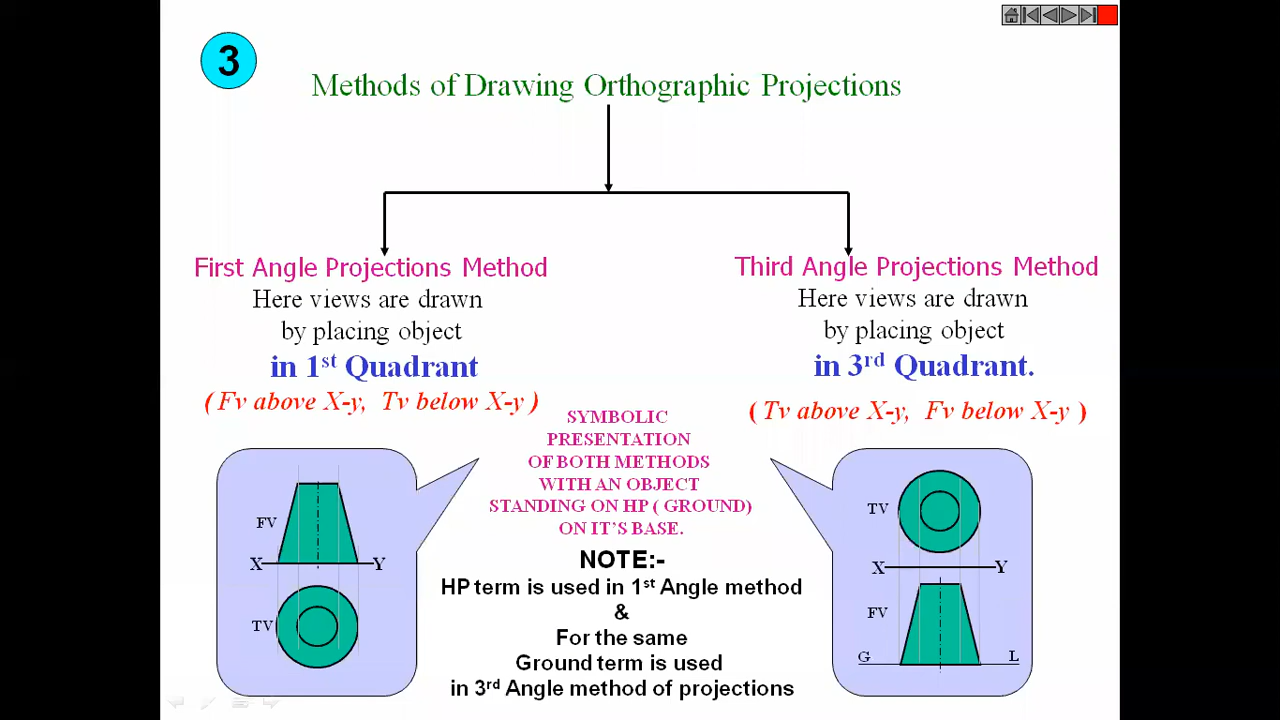 3
Methods of Drawing Orthographic Projections
First Angle Projections Method
Here views are drawn
by placing object
in 1st Quadrant
( Fv above X-y, Tv below X-y )
Third Angle Projections Method
Here views are drawn
by placing object
in 3rd Quadrant.
( Tv above X-y, Fv below X-y )
SYMBOLIC
PRESENTATION
OF BOTH METHODS
WITH AN OBJECT
STANDING ON HP ( GROUND)
ON IT'S BASE.
NOTE:-
HP term is used in 1st Angle method
&
For the same
Ground term is used
in 3rd Angle method of projections
FV
X Y
TV
TV
X Y
FV
G L